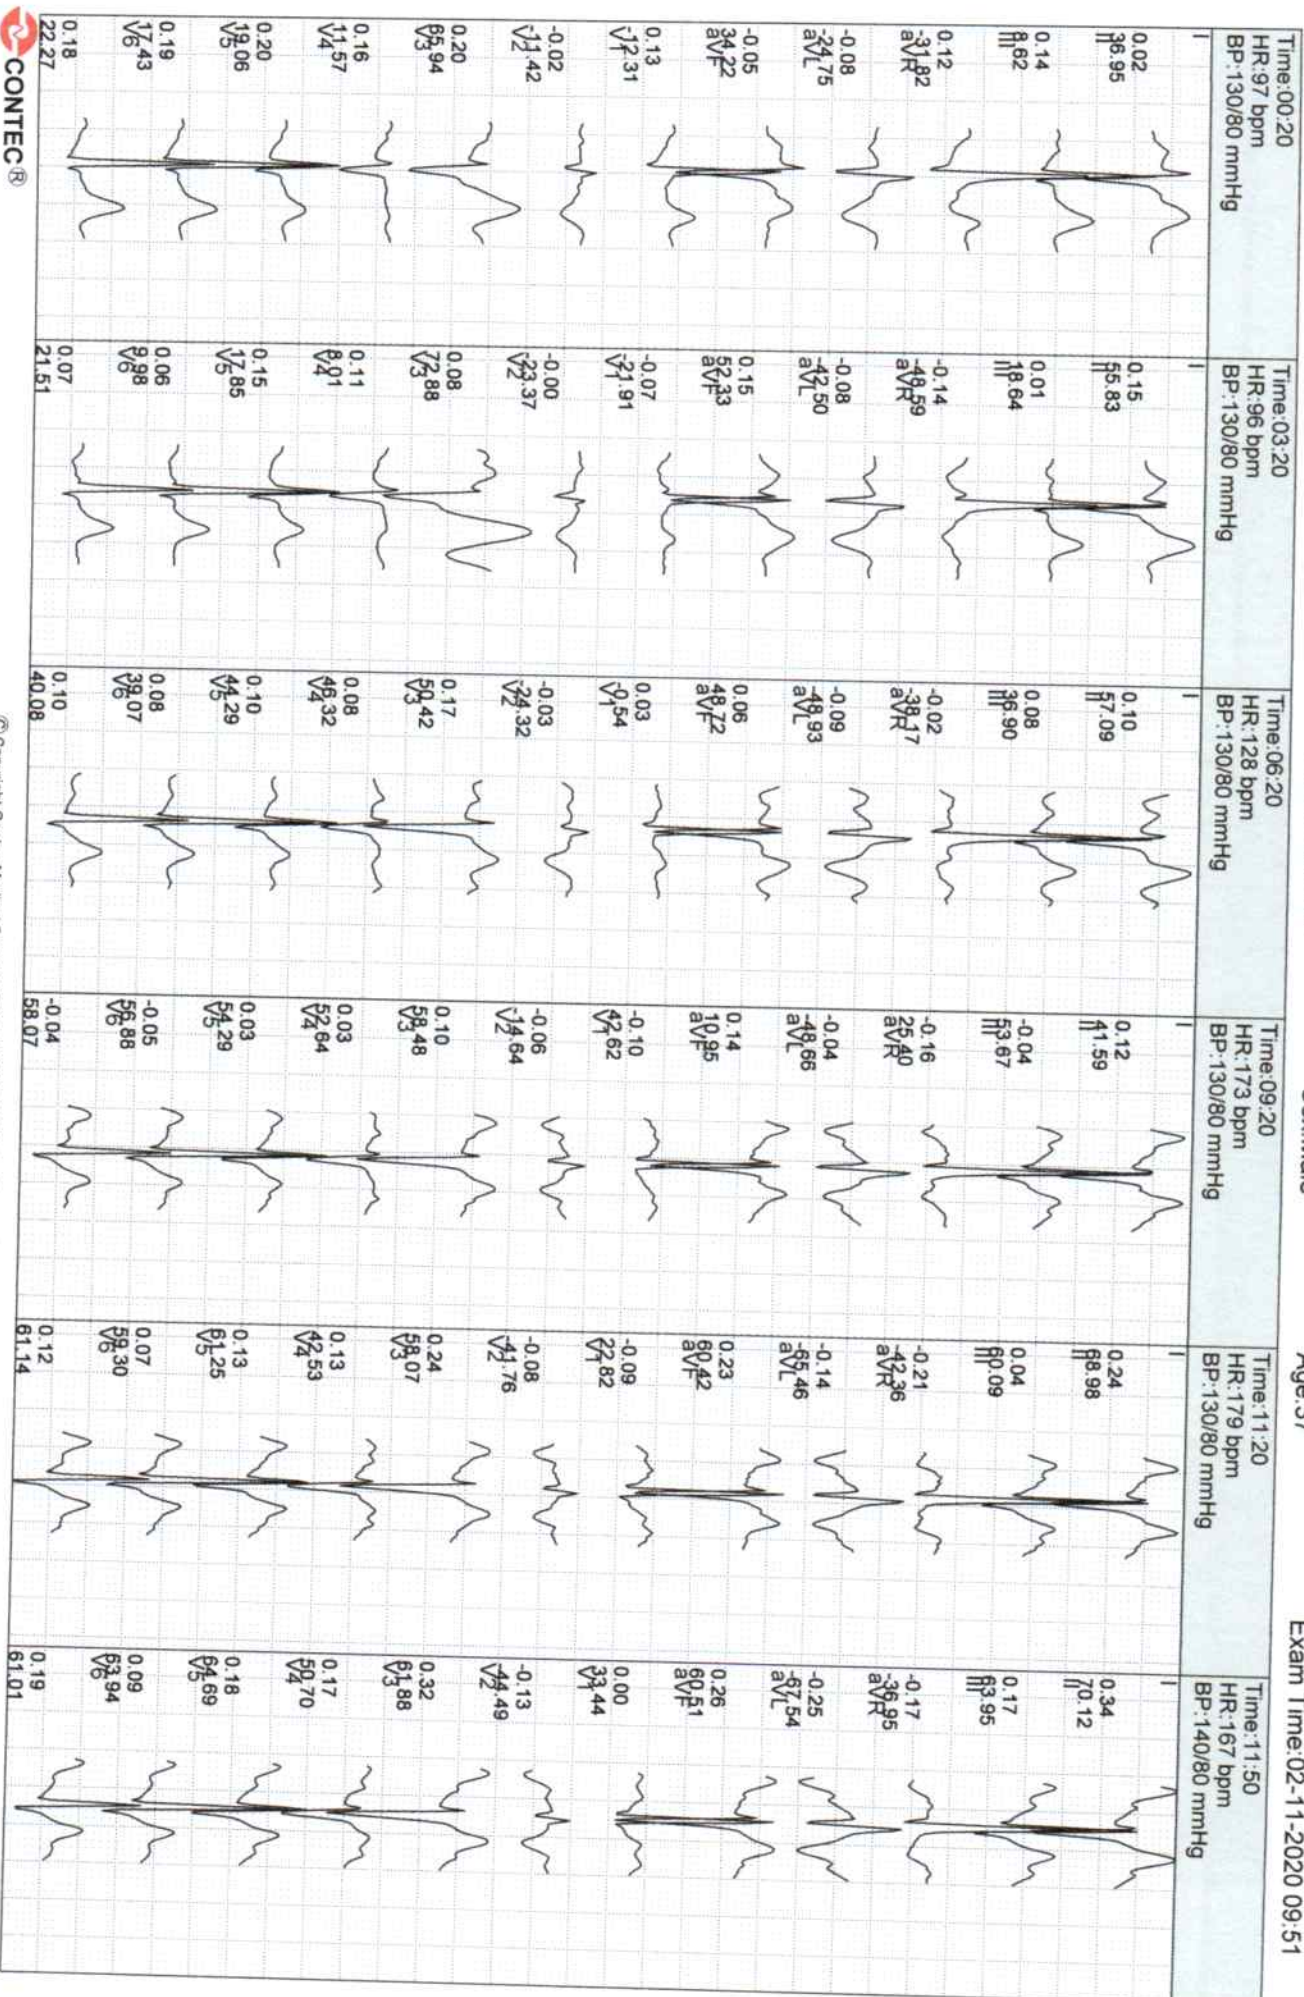 Exam Time:02-11-2020 09:51
Time:00:20
HR:97 bpm
BP:130/80 mmHg
I
0.02
36.95
II
0.14
8.62
III
0.12
-31.82
aVR
-0.08
-24.75
aVL
-0.05
34.22
aVF
0.13
-12.31
V1
-0.02
-11.42
V2
0.20
65.94
V3
0.16
11.57
V4
0.20
19.06
V5
0.19
17.43
V6
0.18
22.27
Time:03:20
HR:96 bpm
BP:130/80 mmHg
I
0.15
55.83
II
0.01
18.64
III
-0.14
-48.59
aVR
-0.08
-42.50
aVL
0.15
52.33
aVF
-0.07
-21.91
V1
-0.00
-23.37
V2
0.08
72.88
V3
0.11
8.01
V4
0.15
17.85
V5
0.06
9.98
V6
0.07
21.51
Time:06:20
HR:128 bpm
BP:130/80 mmHg
I
0.10
57.09
II
0.08
36.90
III
-0.02
-38.17
aVR
-0.09
-48.93
aVL
0.06
48.72
aVF
0.03
-0.54
V1
-0.03
-24.32
V2
0.17
50.42
V3
0.08
46.32
V4
0.10
44.29
V5
0.08
39.07
V6
0.10
40.08
Time:09:20
HR:173 bpm
BP:130/80 mmHg
I
0.12
41.59
II
-0.04
53.67
III
-0.16
25.40
aVR
-0.04
-48.66
aVL
0.14
10.95
aVF
-0.10
42.62
V1
-0.06
-14.64
V2
0.10
58.48
V3
0.03
52.64
V4
0.03
54.29
V5
-0.05
56.88
V6
-0.04
58.07
Time:11:20
HR:179 bpm
BP:130/80 mmHg
I
0.24
68.98
II
0.04
60.09
III
-0.21
-42.36
aVR
-0.14
-65.46
aVL
0.23
60.42
aVF
-0.09
22.82
V1
-0.08
-41.76
V2
0.24
58.07
V3
0.13
42.53
V4
0.13
61.25
V5
0.07
59.30
V6
0.12
61.14
Time:11:50
HR:167 bpm
BP:140/80 mmHg
I
0.34
70.12
II
0.17
63.95
III
-0.17
-36.95
aVR
-0.25
-67.54
aVL
0.26
60.51
aVF
0.00
33.44
V1
-0.13
-44.49
V2
0.32
61.88
V3
0.17
50.70
V4
0.18
64.69
V5
0.09
63.94
V6
0.19
61.01
CONTEC®